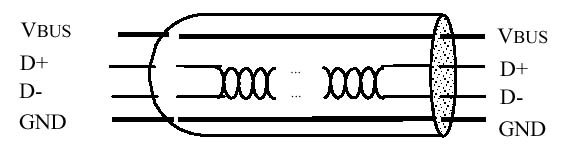 VBUS VBUS
D+ D+
... 
D- D-
...
GND GND